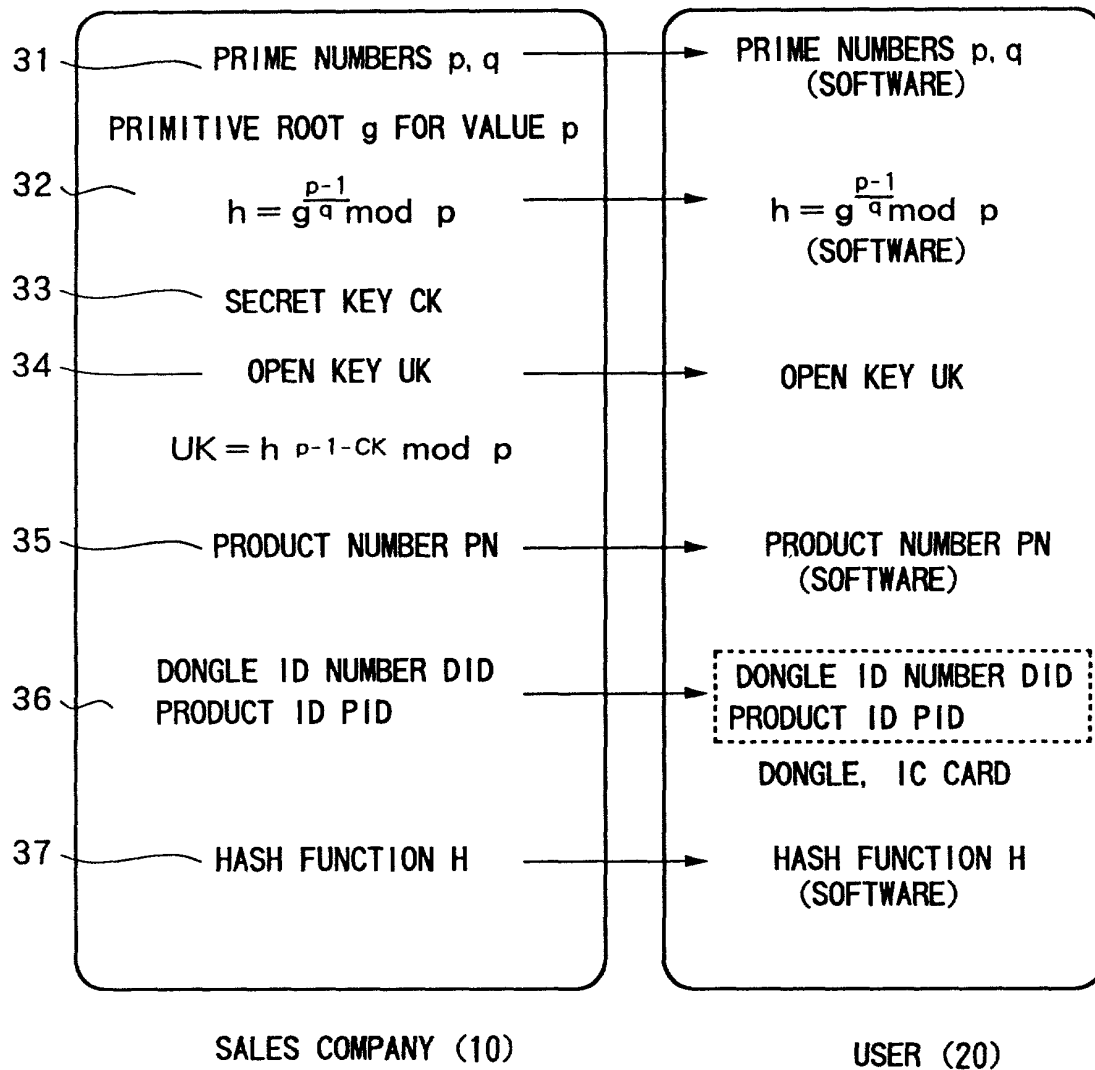 31 PRIME NUMBERS p, q
PRIME NUMBERS p, q
(SOFTWARE)
PRIMITIVE ROOT g FOR VALUE p
32 h = g^{\frac{p-1}{q}} mod p
h = g^{\frac{p-1}{q}} mod p
(SOFTWARE)
33 SECRET KEY CK
34 OPEN KEY UK
OPEN KEY UK
UK = h^{p-1-CK} mod p
35 PRODUCT NUMBER PN
PRODUCT NUMBER PN
(SOFTWARE)
36 DONGLE ID NUMBER DID
PRODUCT ID PID
DONGLE ID NUMBER DID
PRODUCT ID PID
DONGLE, IC CARD
37 HASH FUNCTION H
HASH FUNCTION H
(SOFTWARE)
SALES COMPANY (10)
USER (20)